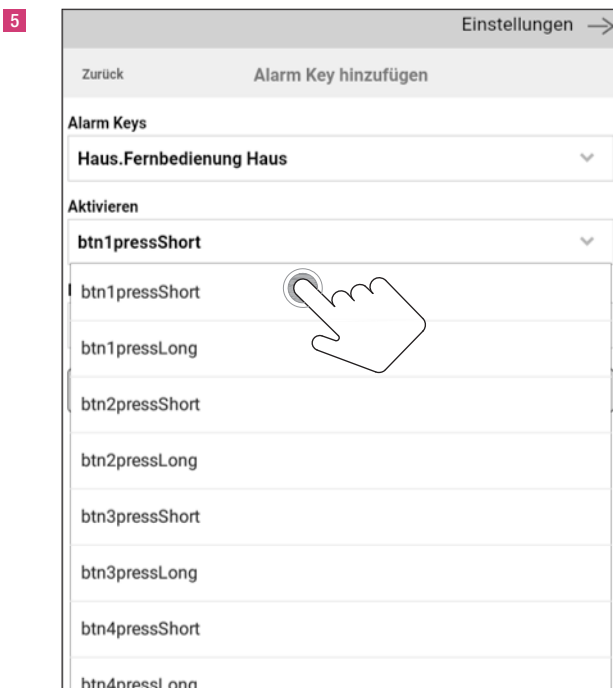 5
Einstellungen
Zurück Alarm Key hinzufügen
Alarm Keys
Haus.Fernbedienung Haus
Aktivieren
btn1pressShort
btn1pressShort
btn1pressLong
btn2pressShort
btn2pressLong
btn3pressShort
btn3pressLong
btn4pressShort
btn4pressLong